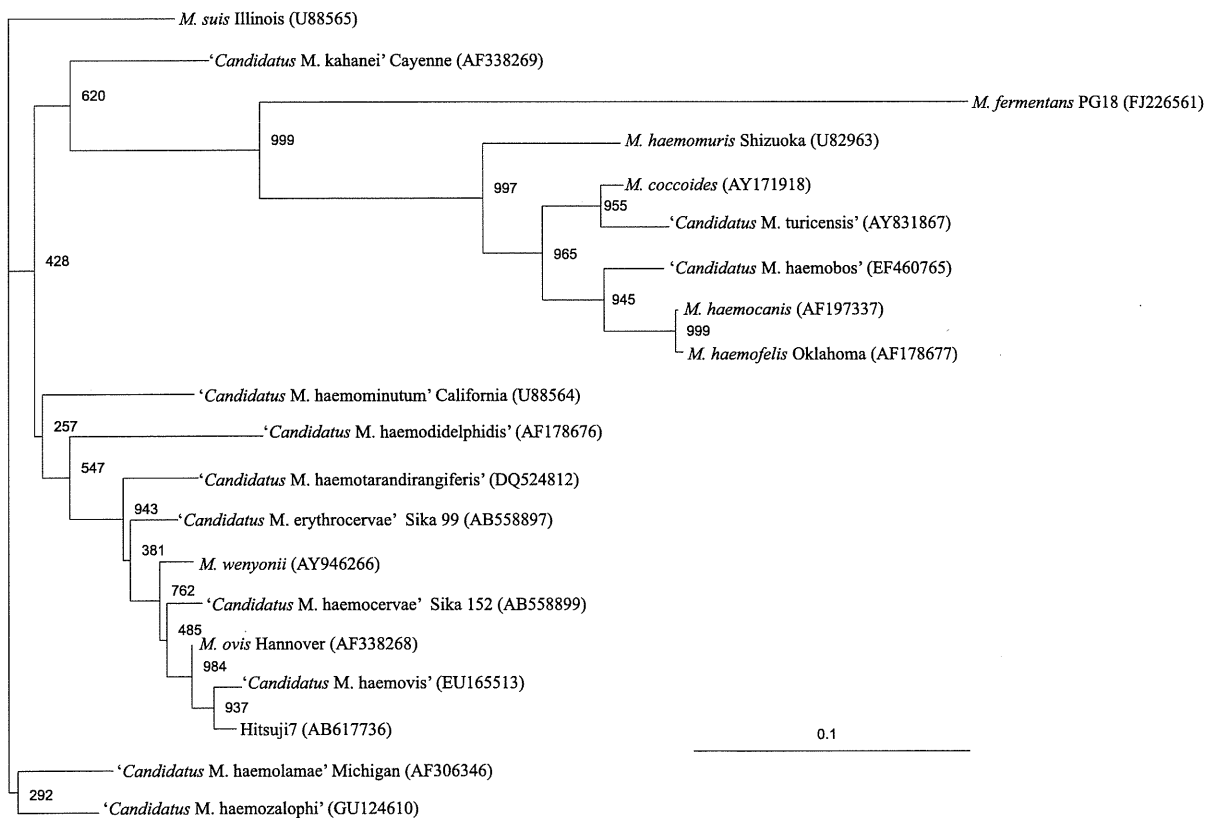 M. suis Illinois (U88565)
‘Candidatus M. kahanei’ Cayenne (AF338269)
620
M. fermentans PG18 (FJ226561)
999
M. haemomuris Shizuoka (U82963)
997
M. coccoides (AY171918)
955
‘Candidatus M. turicensis’ (AY831867)
965
428
‘Candidatus M. haemobos’ (EF460765)
945
M. haemocanis (AF197337)
999
M. haemofelis Oklahoma (AF178677)
‘Candidatus M. haemominutum’ California (U88564)
257
‘Candidatus M. haemodidelphidis’ (AF178676)
547
‘Candidatus M. haemotarandirangiferis’ (DQ524812)
943
‘Candidatus M. erythrocervae’ Sika 99 (AB558897)
381
M. wenyonii (AY946266)
762
‘Candidatus M. haemocervae’ Sika 152 (AB558899)
485
M. ovis Hannover (AF338268)
984
‘Candidatus M. haemovis’ (EU165513)
937
Hitsuji7 (AB617736)
0.1
‘Candidatus M. haemolamae’ Michigan (AF306346)
292
‘Candidatus M. haemozalophi’ (GU124610)